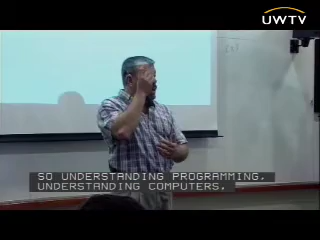 UWTV
SO UNDERSTANDING PROGRAMMING,
UNDERSTANDING COMPUTERS.